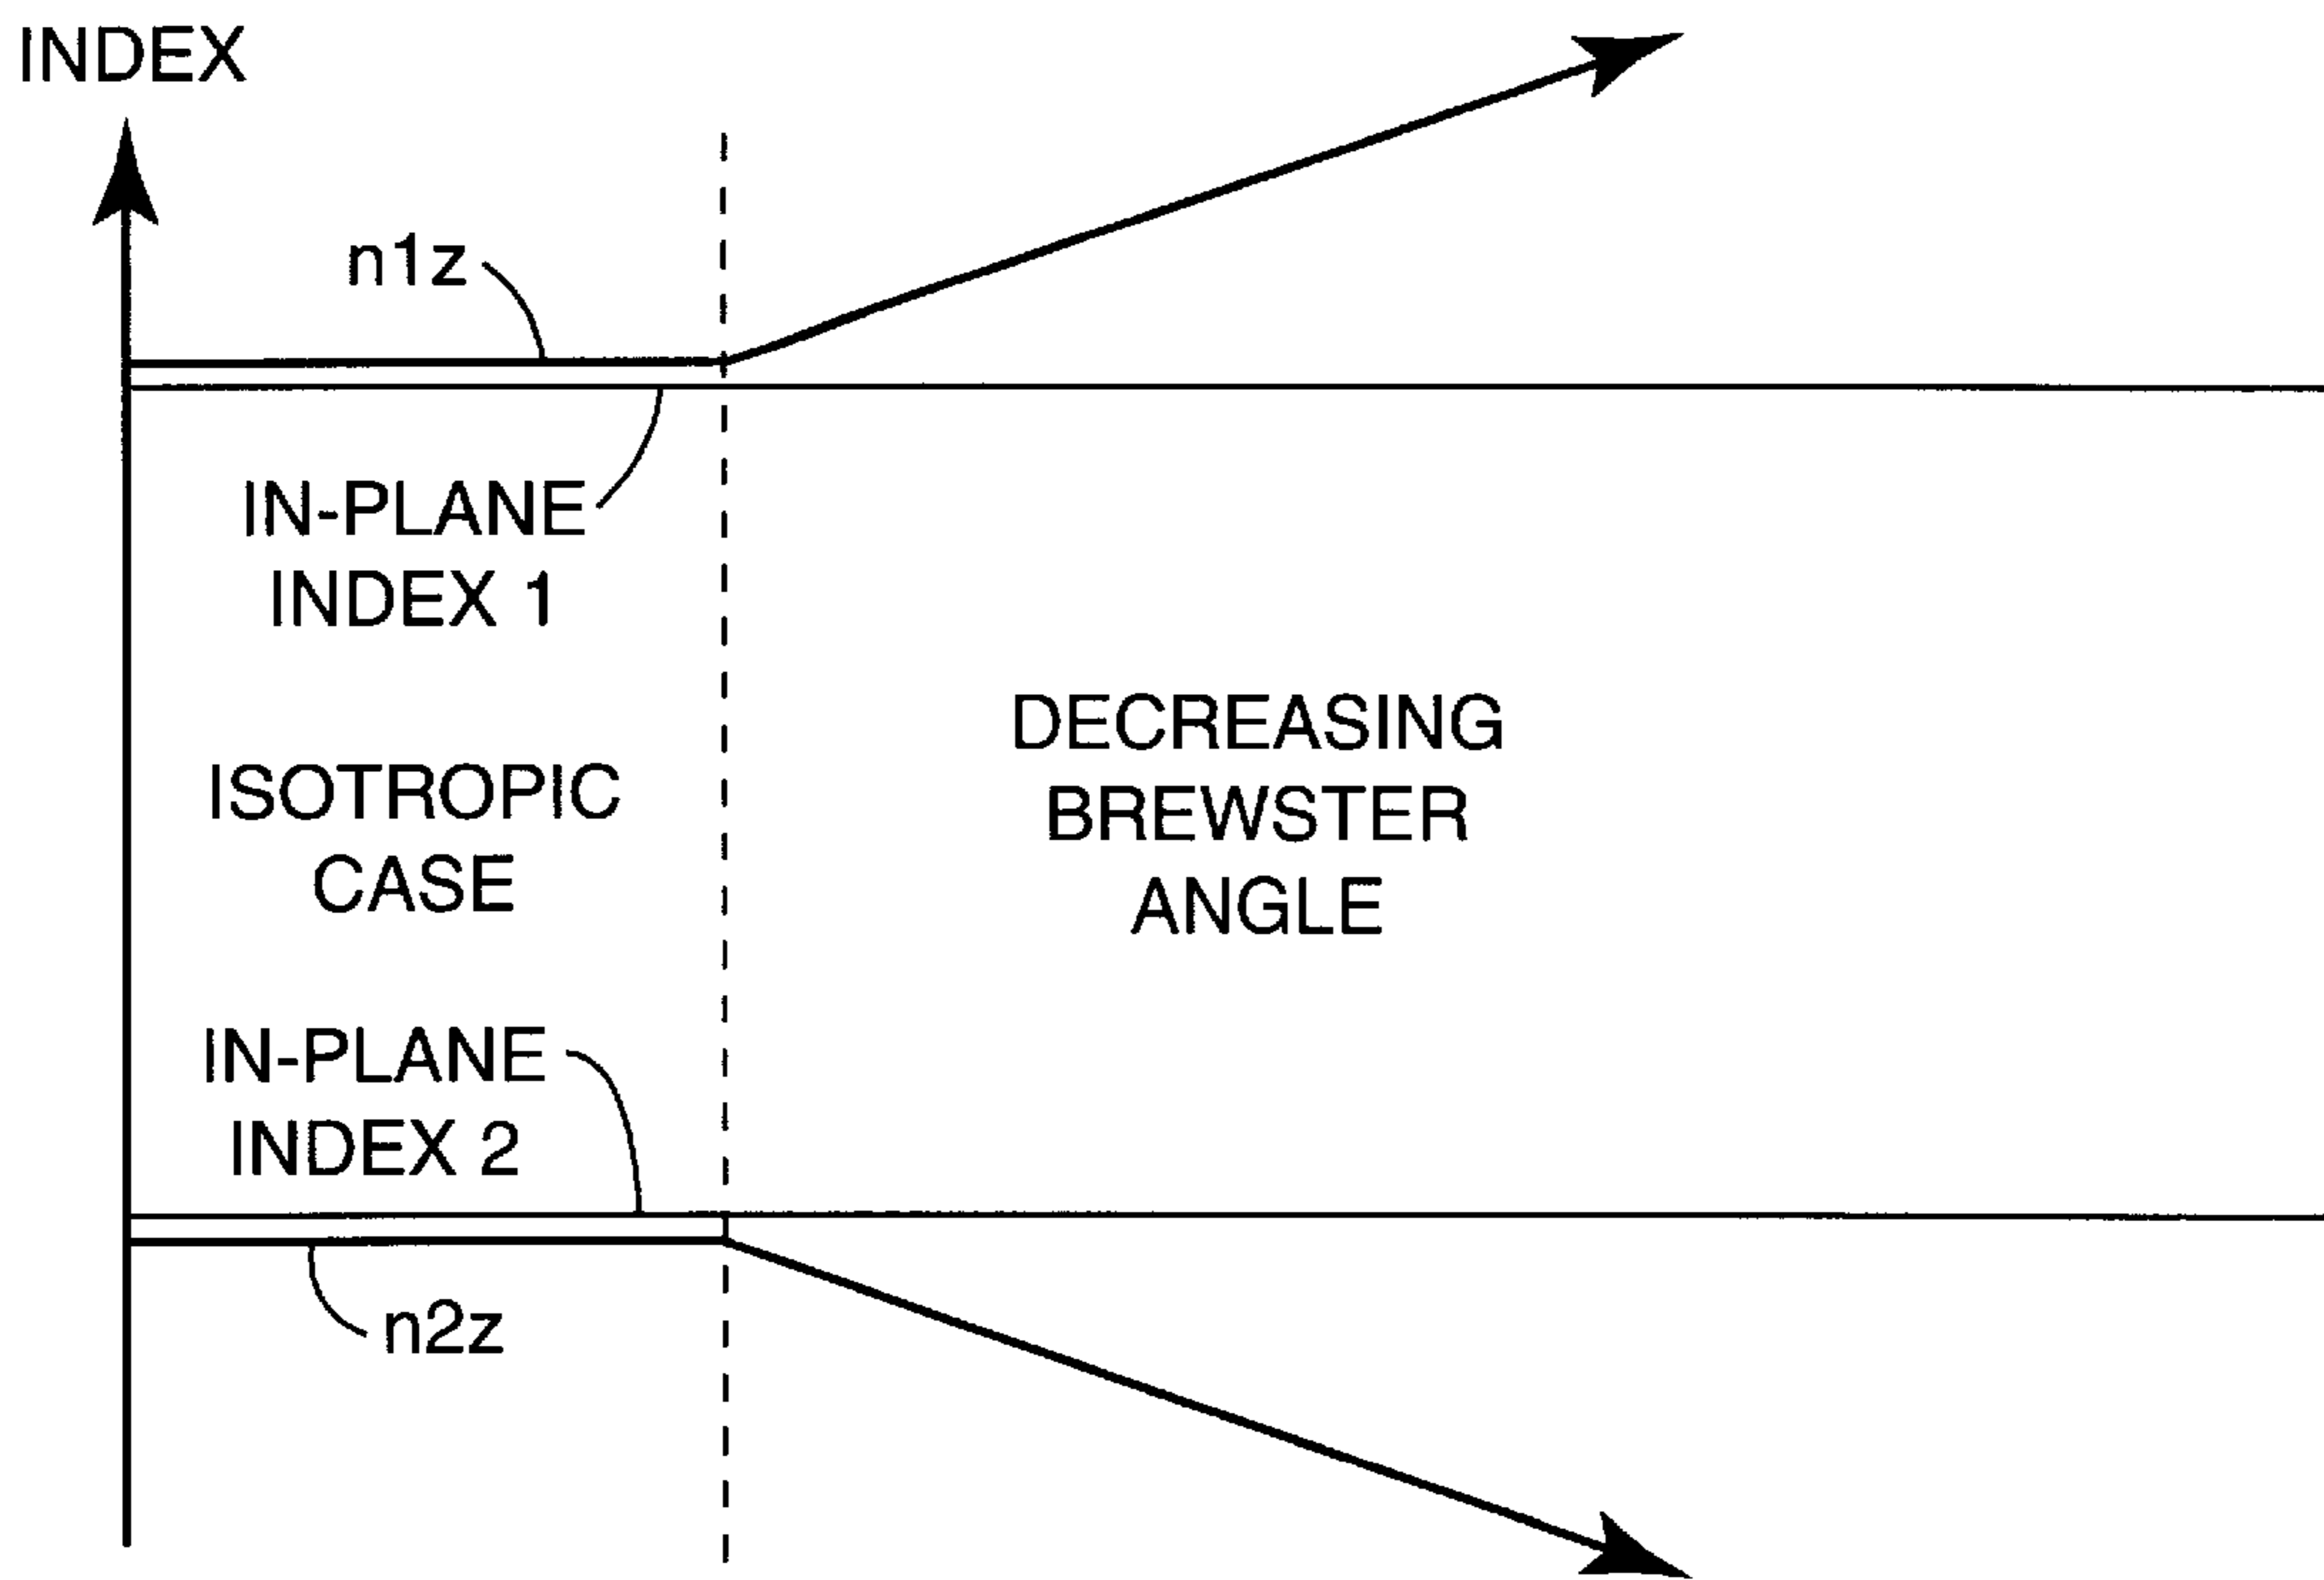 INDEX
n1z
IN-PLANE
INDEX 1
ISOTROPIC
CASE
DECREASING
BREWSTER
ANGLE
IN-PLANE
INDEX 2
n2z